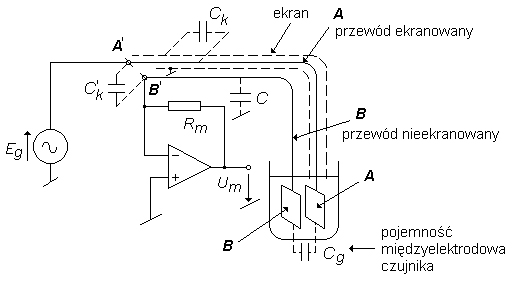 C_k
ekran
A
przewód ekranowany
A'
B'
C'_k
C
B
przewód nieekranowany
R_m
E_g
−
+
U_m
A
B
C_g
pojemność
międzyelektrodowa
czujnika